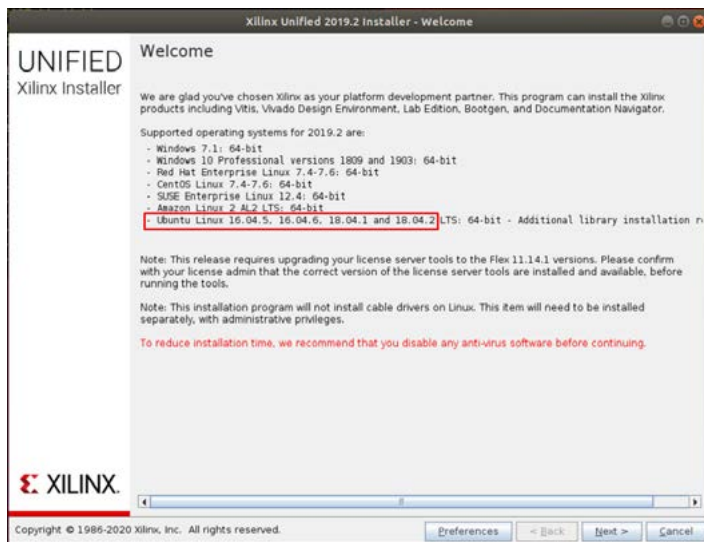 Xilinx Unified 2019.2 Installer - Welcome
UNIFIED
Xilinx Installer
Welcome
We are glad you've chosen Xilinx as your platform development partner. This program can install the Xilinx
products including Vitis, Vivado Design Environment, Lab Edition, Bootgen, and Documentation Navigator.
Supported operating systems for 2019.2 are:
- Windows 7.1: 64-bit
- Windows 10 Professional versions 1809 and 1903: 64-bit
- Red Hat Enterprise Linux 7.4-7.6: 64-bit
- CentOS Linux 7.4-7.6: 64-bit
- SUSE Enterprise Linux 12.4: 64-bit
- Amazon Linux 2 AL2 LTS: 64-bit
- Ubuntu Linux 16.04.5, 16.04.6, 18.04.1 and 18.04.2 LTS: 64-bit - Additional library installation r
Note: This release requires upgrading your license server tools to the Flex 11.14.1 versions. Please confirm
with your license admin that the correct version of the license server tools are installed and available, before
running the tools.
Note: This installation program will not install cable drivers on Linux. This item will need to be installed
separately, with administrative privileges.
To reduce installation time, we recommend that you disable any anti-virus software before continuing.
XILINX.
Copyright © 1986-2020 Xilinx, Inc. All rights reserved.
Preferences
< Back
Next >
Cancel